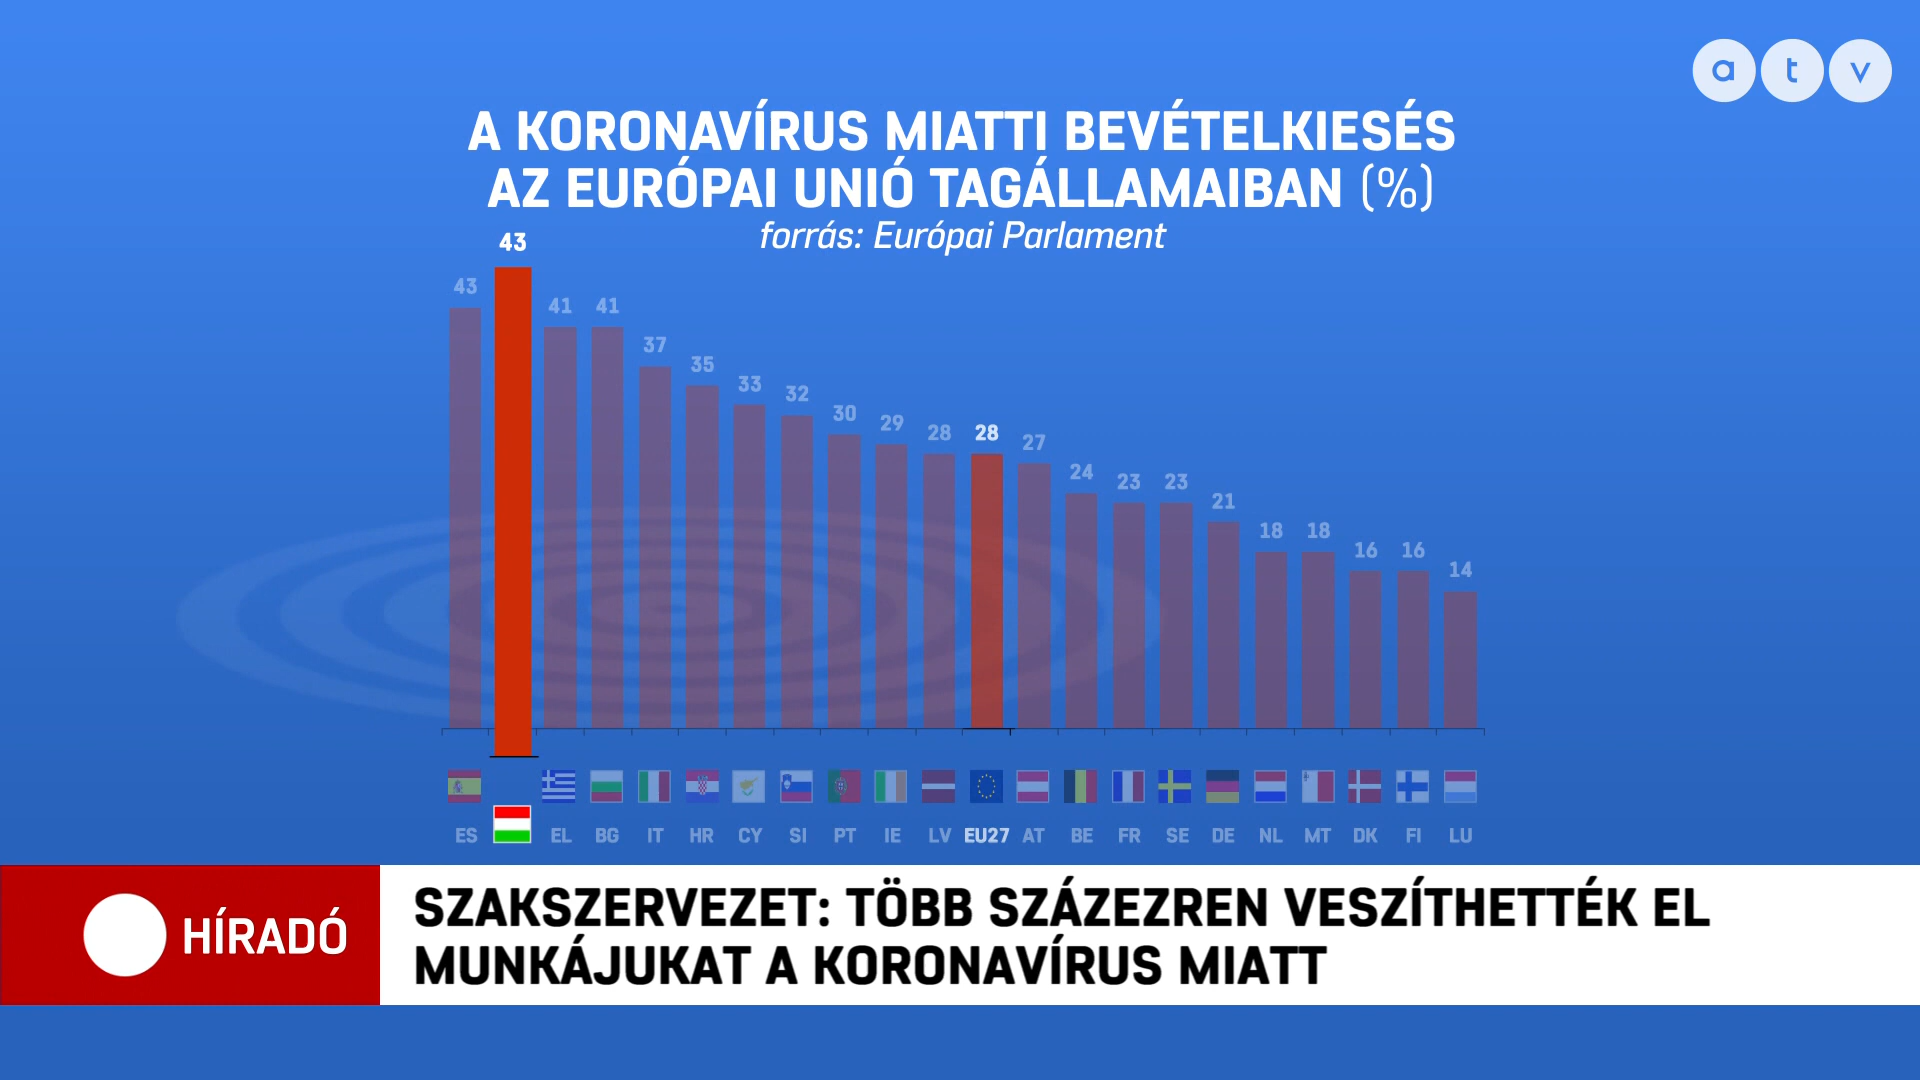 a t v
A KORONAVÍRUS MIATTI BEVÉTELKIESÉS
AZ EURÓPAI UNIÓ TAGÁLLAMAIBAN (%)
forrás: Európai Parlament
43 43 41 41 37 35 33 32 30 29 28 28 27 24 23 23 21 18 18 16 16 14
ES EL BG IT HR CY SI PT IE LV EU27 AT BE FR SE DE NL MT DK FI LU
HÍRADÓ
SZAKSZERVEZET: TÖBB SZÁZEZREN VESZÍTHETTÉK EL
MUNKÁJUKAT A KORONAVÍRUS MIATT